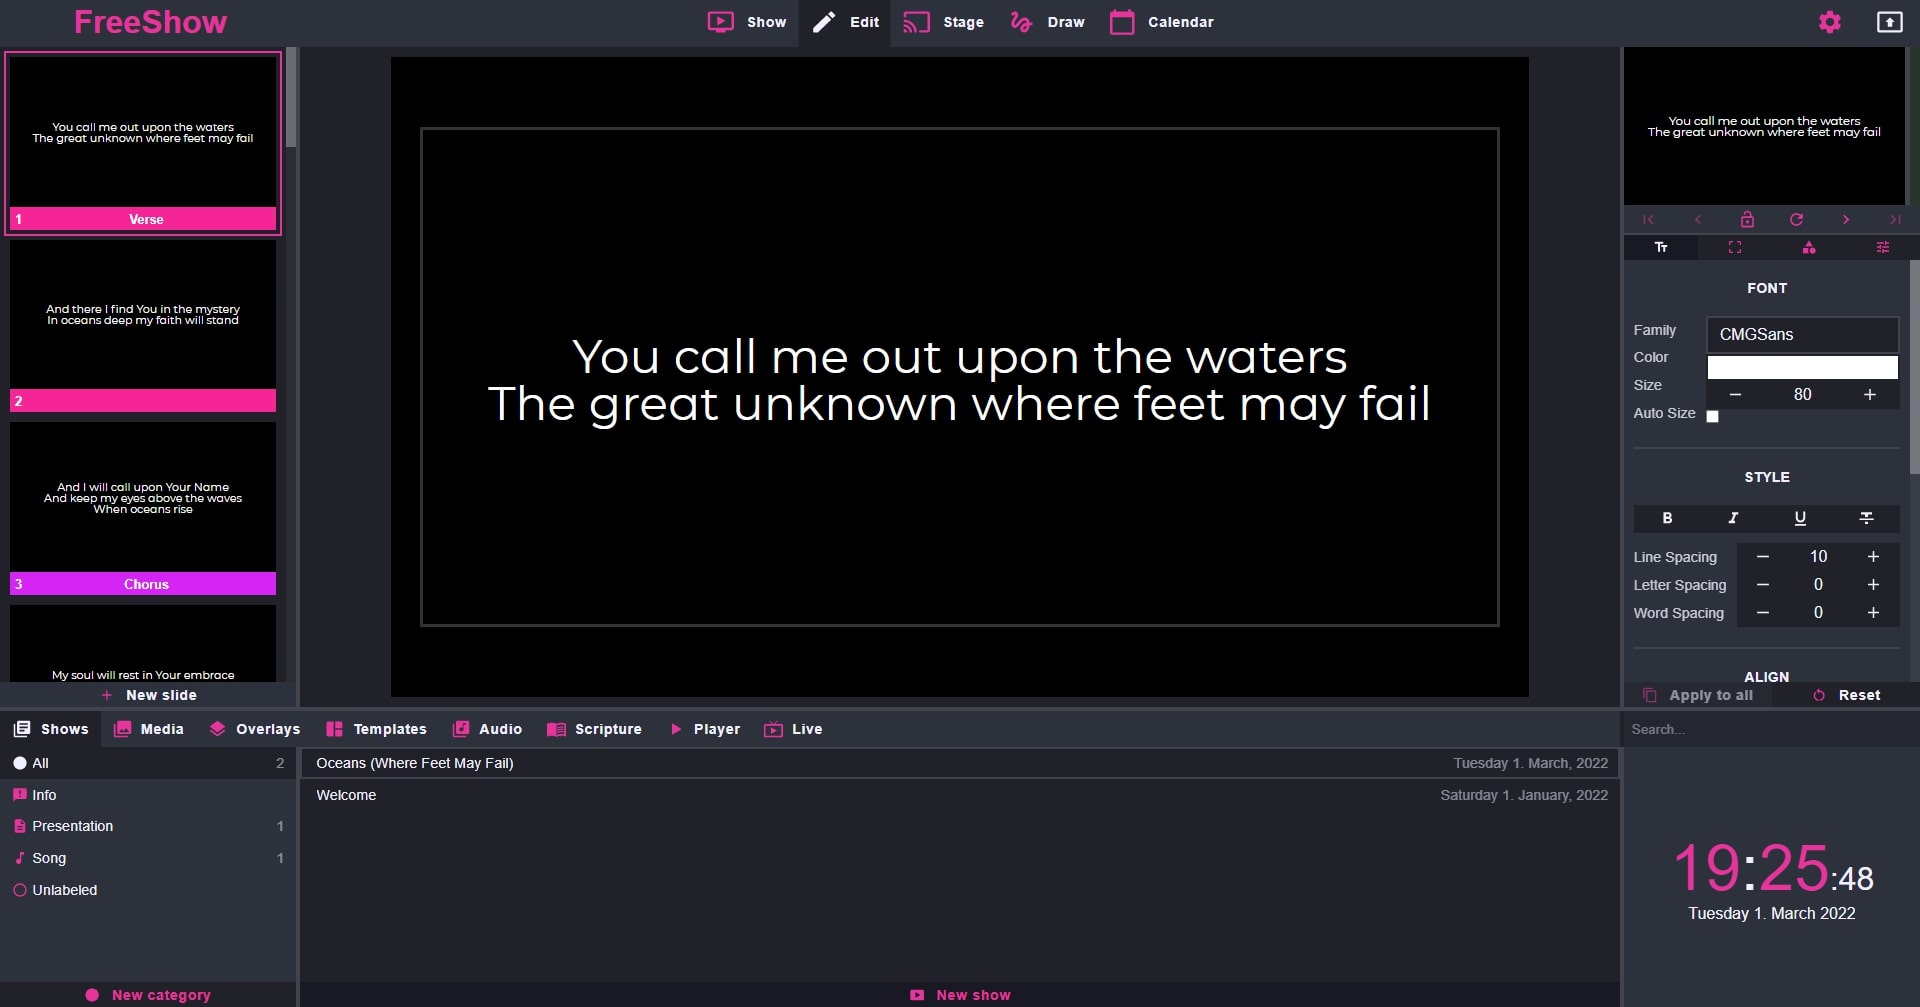 FreeShow
Show
Edit
Stage
Draw
Calendar
You call me out upon the waters
The great unknown where feet may fail
1 Verse
And there I find You in the mystery
In oceans deep my faith will stand
2
And I will call upon Your Name
And keep my eyes above the waves
When oceans rise
3 Chorus
My soul will rest in Your embrace
+ New slide
You call me out upon the waters
The great unknown where feet may fail
You call me out upon the waters
The great unknown where feet may fail
Tт
FONT
Family CMGSans
Color
Size − 80 +
Auto Size
STYLE
B I U
Line Spacing − 10 +
Letter Spacing − 0 +
Word Spacing − 0 +
ALIGN
Apply to all
Reset
Shows
Media
Overlays
Templates
Audio
Scripture
Player
Live
Search...
All 2
Info
Presentation 1
Song 1
Unlabeled
New category
Oceans (Where Feet May Fail) Tuesday 1. March, 2022
Welcome Saturday 1. January, 2022
New show
19:25:48
Tuesday 1. March 2022